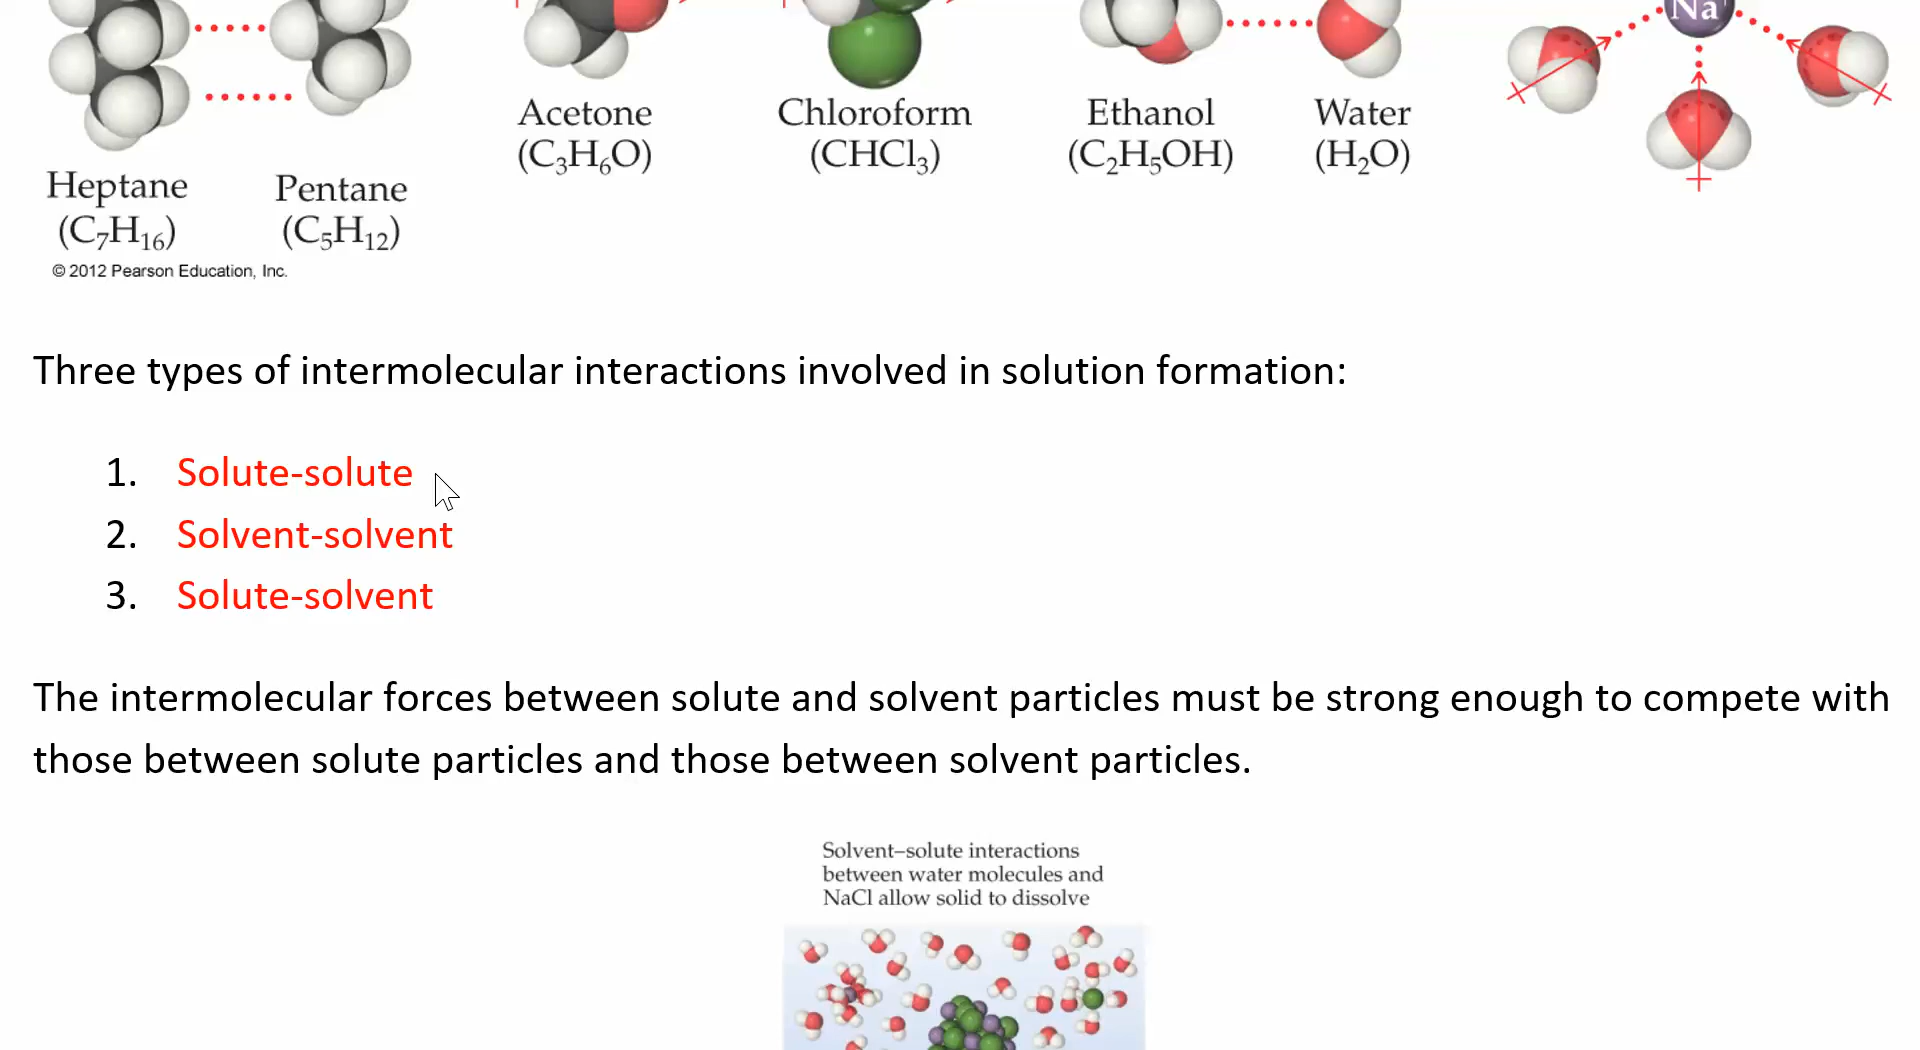 Na⁺
Acetone
(C₃H₆O)
Chloroform
(CHCl₃)
Ethanol
(C₂H₅OH)
Water
(H₂O)
Heptane
(C₇H₁₆)
Pentane
(C₅H₁₂)
© 2012 Pearson Education, Inc.
Three types of intermolecular interactions involved in solution formation:
1. Solute-solute
2. Solvent-solvent
3. Solute-solvent
The intermolecular forces between solute and solvent particles must be strong enough to compete with
those between solute particles and those between solvent particles.
Solvent–solute interactions
between water molecules and
NaCl allow solid to dissolve